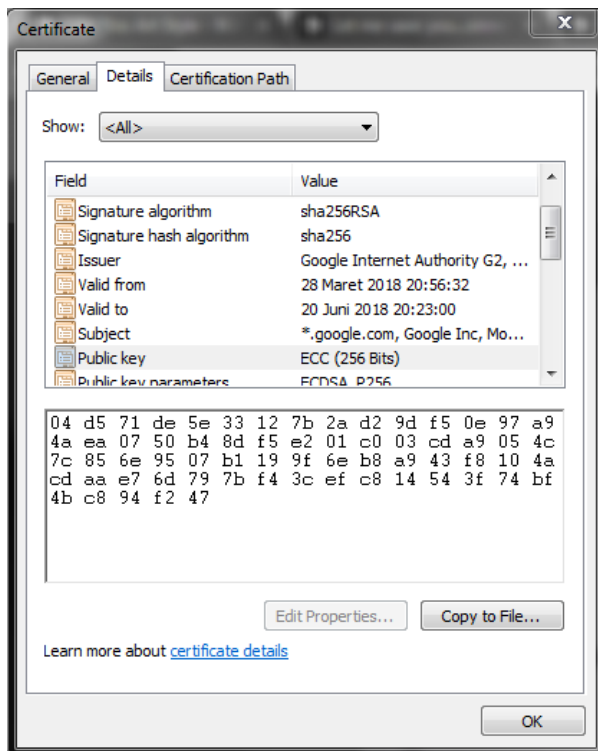 Certificate
General Details Certification Path
Show: <All>
Field Value
Signature algorithm sha256RSA
Signature hash algorithm sha256
Issuer Google Internet Authority G2, ...
Valid from 28 Maret 2018 20:56:32
Valid to 20 Juni 2018 20:23:00
Subject *.google.com, Google Inc, Mo...
Public key ECC (256 Bits)
Public key parameters ECDSA_P256
04 d5 71 de 5e 33 12 7b 2a d2 9d f5 0e 97 a9
4a ea 07 50 b4 8d f5 e2 01 c0 03 cd a9 05 4c
7c 85 6e 95 07 b1 19 9f 6e b8 a9 43 f8 10 4a
cd aa e7 6d 79 7b f4 3c ef c8 14 54 3f 74 bf
4b c8 94 f2 47
Edit Properties... Copy to File...
Learn more about certificate details
OK